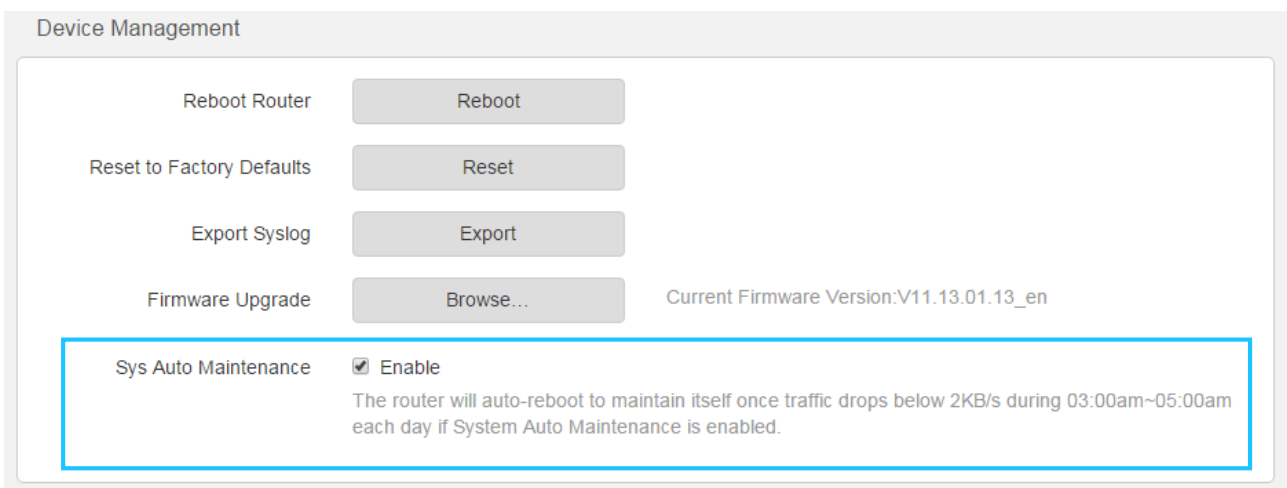 Device Management
Reboot Router Reboot
Reset to Factory Defaults Reset
Export Syslog Export
Firmware Upgrade Browse... Current Firmware Version:V11.13.01.13_en
Sys Auto Maintenance Enable
The router will auto-reboot to maintain itself once traffic drops below 2KB/s during 03:00am~05:00am
each day if System Auto Maintenance is enabled.